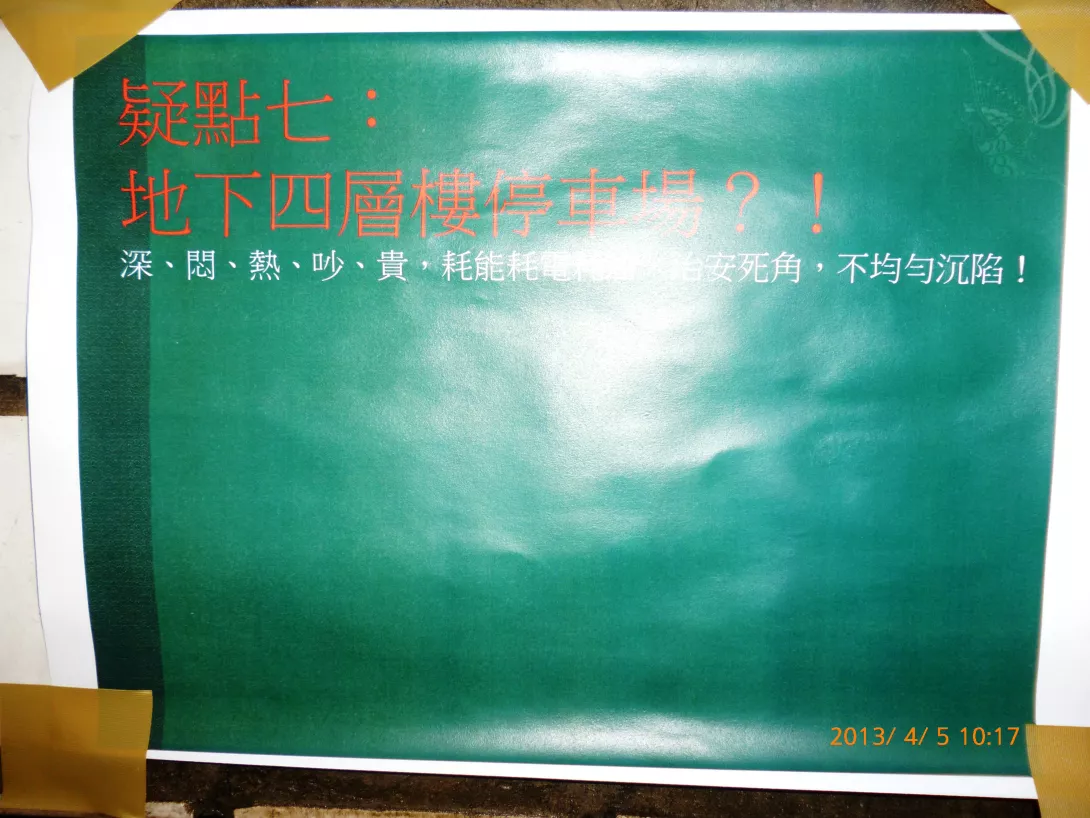 疑點七：
地下四層樓停車場？！
深、悶、熱、吵、貴，耗能耗電 治安死角，不均勻沉陷！
2013/ 4/ 5 10:17